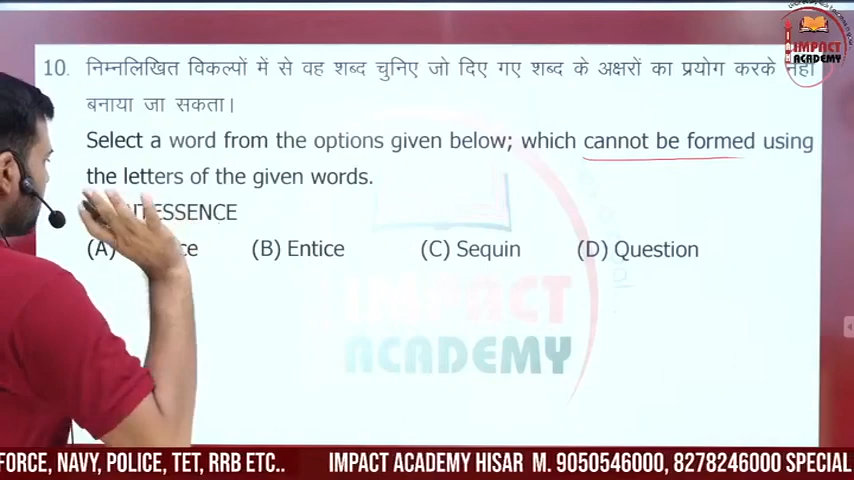 10. निम्नलिखित विकल्पों में से वह शब्द चुनिए जो दिए गए शब्द के अक्षरों का प्रयोग करके नहीं
बनाया जा सकता।
Select a word from the options given below; which cannot be formed using
the letters of the given words.
NTESSENCE
(A) ce (B) Entice (C) Sequin (D) Question
IMPACT
ACADEMY
IMPACT
ACADEMY
FORCE, NAVY, POLICE, TET, RRB ETC.. IMPACT ACADEMY HISAR M. 9050546000, 8278246000 SPECIAL